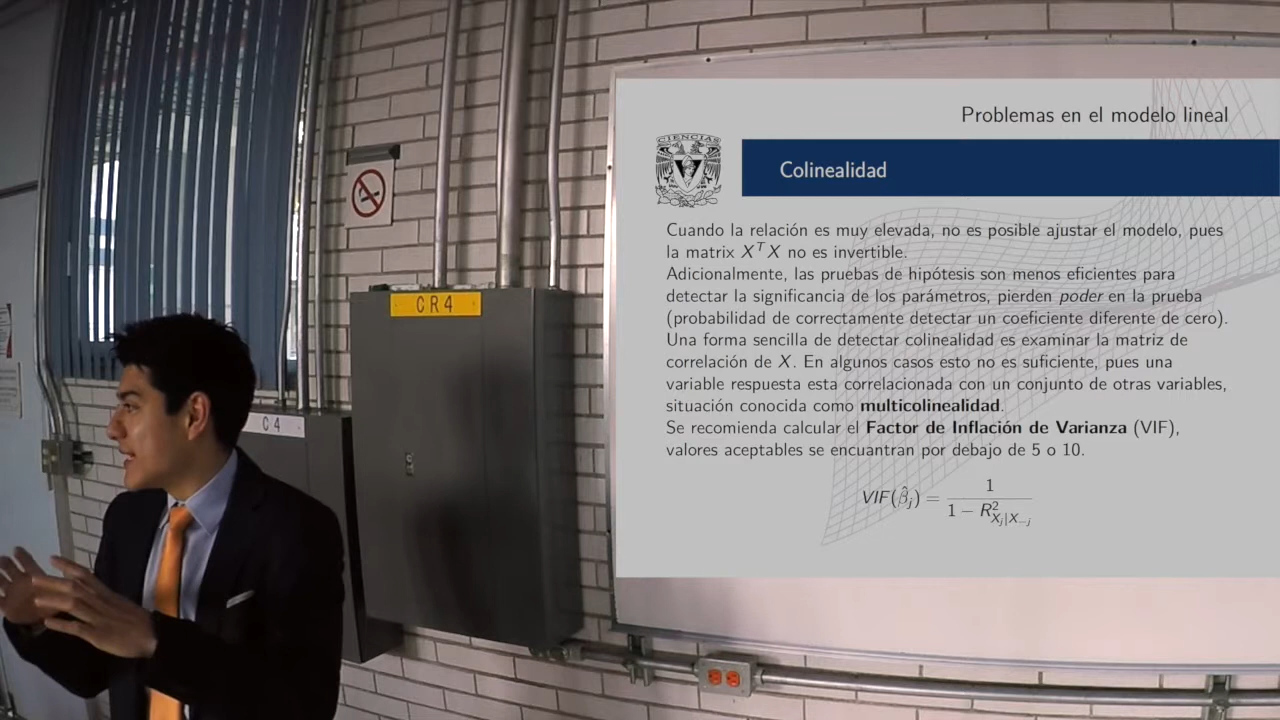 Problemas en el modelo lineal
CIENCIAS
Colinealidad
Cuando la relación es muy elevada, no es posible ajustar el modelo, pues
la matrix X^T X no es invertible.
Adicionalmente, las pruebas de hipótesis son menos eficientes para
detectar la significancia de los parámetros, pierden poder en la prueba
(probabilidad de correctamente detectar un coeficiente diferente de cero).
Una forma sencilla de detectar colinealidad es examinar la matriz de
correlación de X. En algunos casos esto no es suficiente, pues una
variable respuesta esta correlacionada con un conjunto de otras variables,
situación conocida como multicolinealidad.
Se recomienda calcular el Factor de Inflación de Varianza (VIF),
valores aceptables se encuentran por debajo de 5 o 10.
VIF(β̂_j) = 1 / (1 − R²_{X_j|X_{−j}})
CR4
C4